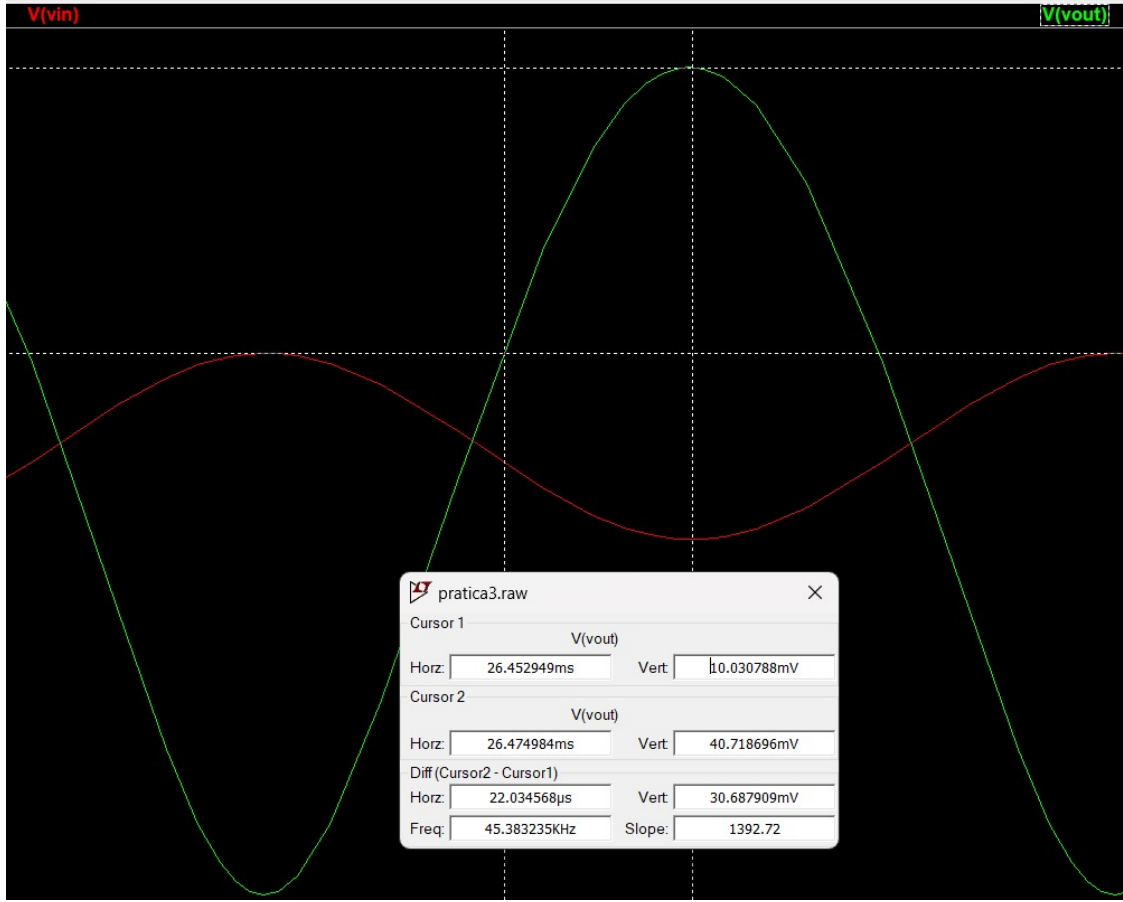 V(vin) V(vout)
pratica3.raw
Cursor 1
V(vout)
Horz: 26.452949ms Vert: 10.030788mV
Cursor 2
V(vout)
Horz: 26.474984ms Vert: 40.718696mV
Diff (Cursor2 - Cursor1)
Horz: 22.034568µs Vert: 30.687909mV
Freq: 45.383235KHz Slope: 1392.72